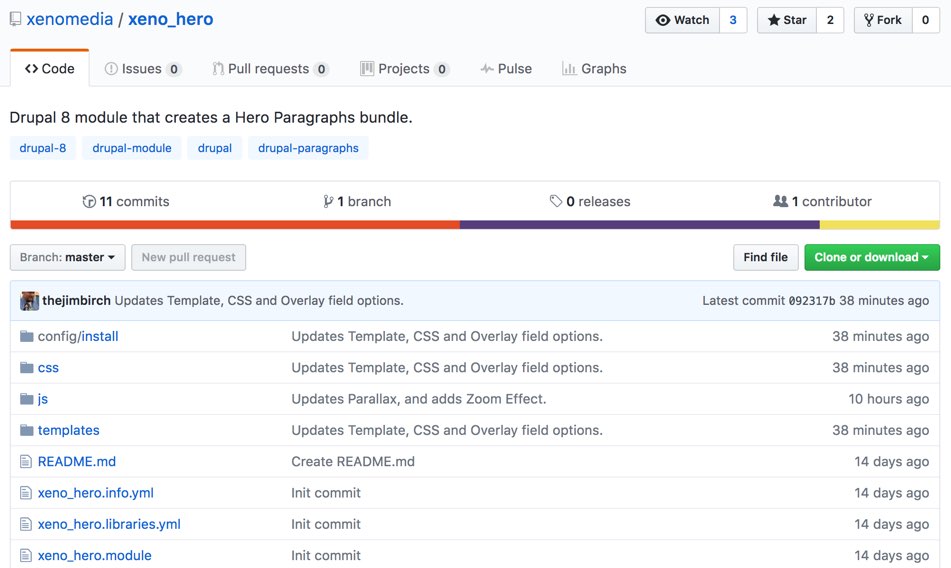 xenomedia / xeno_hero Watch 3 Star 2 Fork 0
Code Issues 0 Pull requests 0 Projects 0 Pulse Graphs
Drupal 8 module that creates a Hero Paragraphs bundle.
drupal-8 drupal-module drupal drupal-paragraphs
11 commits 1 branch 0 releases 1 contributor
Branch: master New pull request Find file Clone or download
thejimbirch Updates Template, CSS and Overlay field options. Latest commit 092317b 38 minutes ago
config/install Updates Template, CSS and Overlay field options. 38 minutes ago
css Updates Template, CSS and Overlay field options. 38 minutes ago
js Updates Parallax, and adds Zoom Effect. 10 hours ago
templates Updates Template, CSS and Overlay field options. 38 minutes ago
README.md Create README.md 14 days ago
xeno_hero.info.yml Init commit 14 days ago
xeno_hero.libraries.yml Init commit 14 days ago
xeno_hero.module Init commit 14 days ago